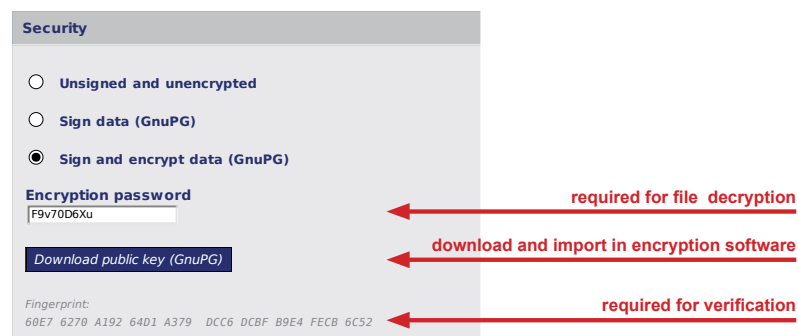 Security
Unsigned and unencrypted
Sign data (GnuPG)
Sign and encrypt data (GnuPG)
Encryption password
required for file decryption
F9v70D6Xu
download and import in encryption software
Download public key (GnuPG)
Fingerprint:
required for verification
60E7 6270 A192 64D1 A379 DCC6 DCBF B9E4 FECB 6C52